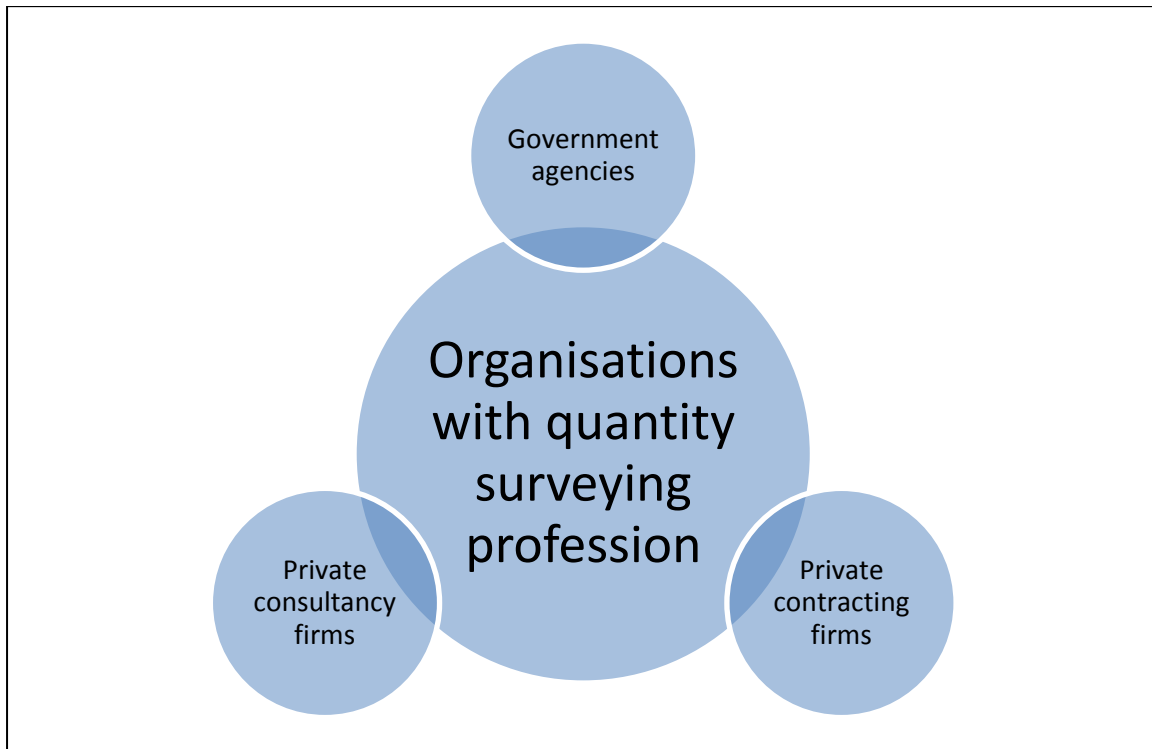 Government
agencies
Organisations
with quantity
surveying
profession
Private
consultancy
firms
Private
contracting
firms